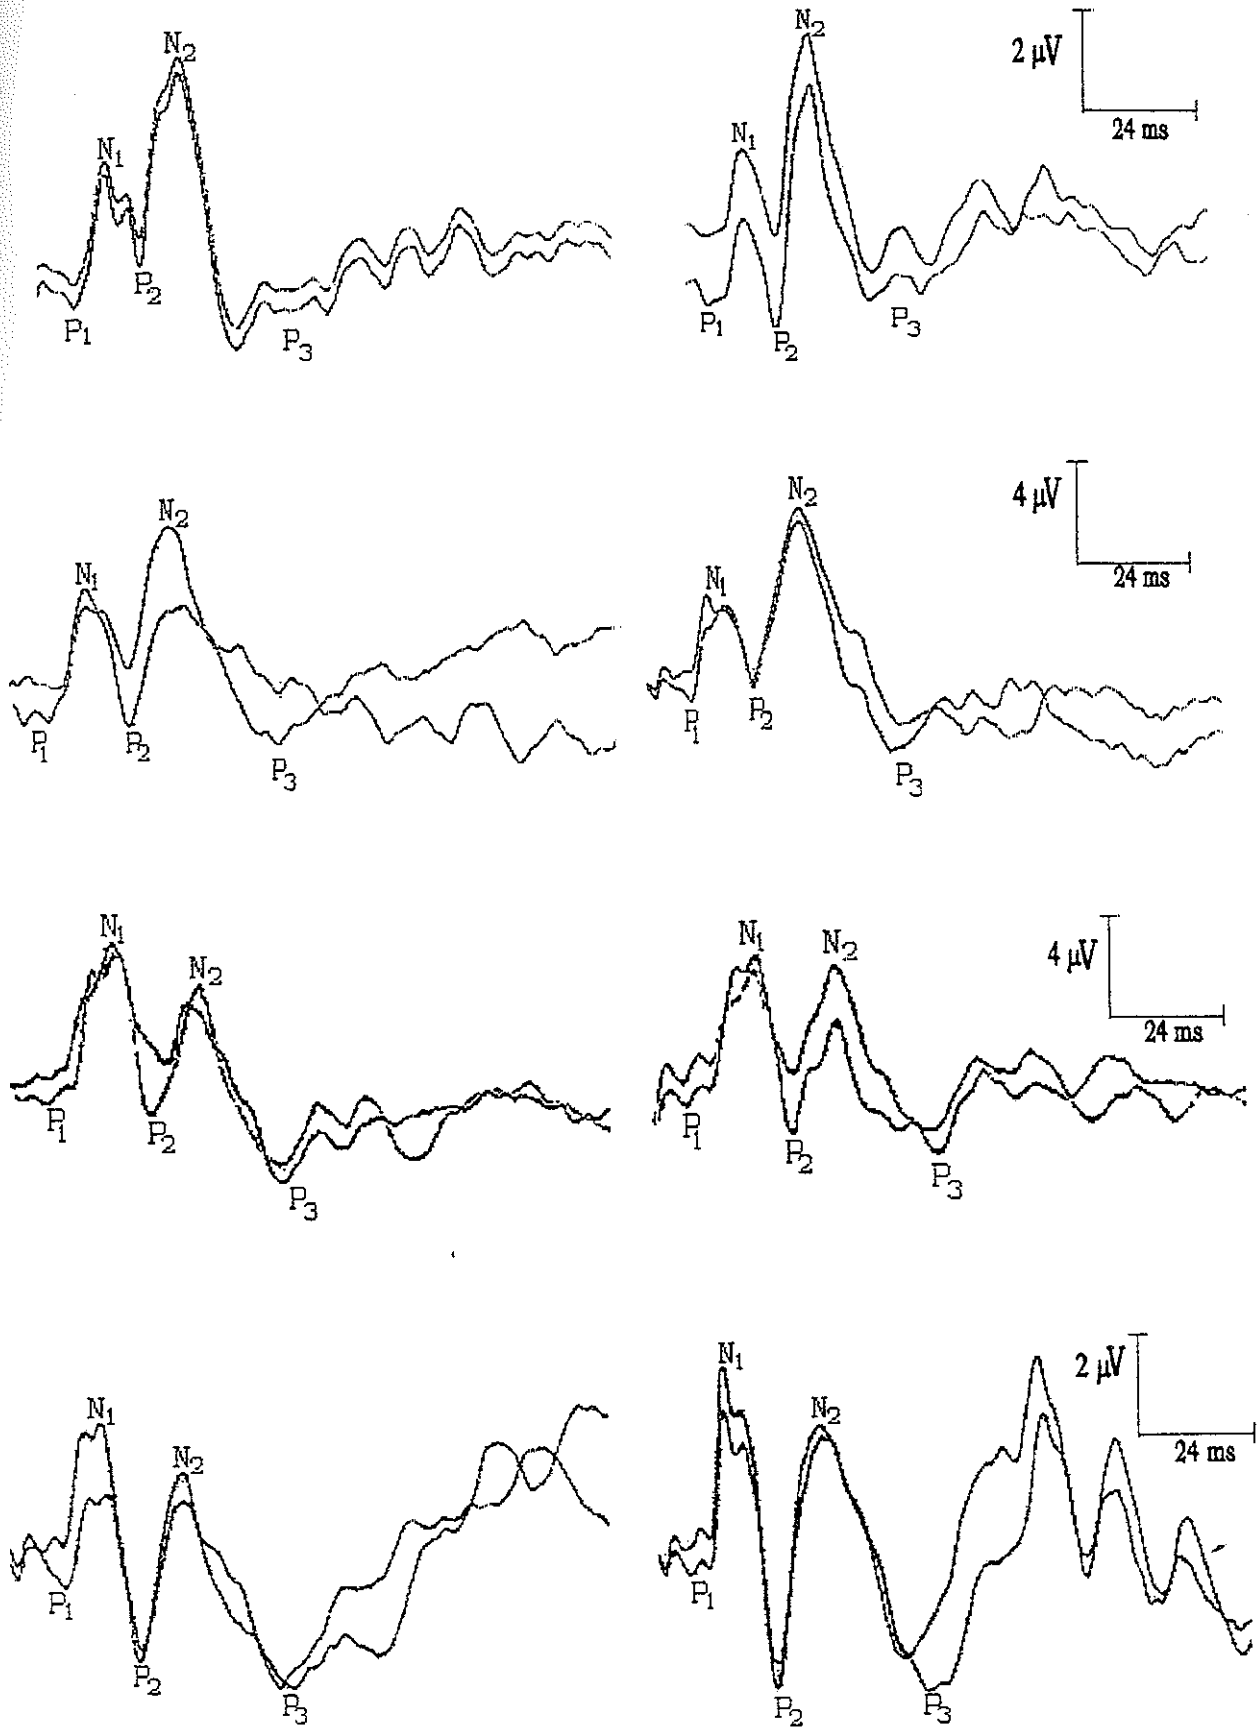 N₂ N₂
2 μV
N₁ N₁
24 ms
P₂
P₁ P₃ P₁ P₂ P₃
N₂ N₂
4 μV
N₁ N₁
24 ms
P₁ P₂ P₃ P₁ P₂ P₃
N₁ N₂ N₁ N₂
4 μV
24 ms
P₁ P₂ P₃ P₁ P₂ P₃
N₁ N₂ N₁ N₂
2 μV
24 ms
P₁ P₂ P₃ P₁ P₂ P₃